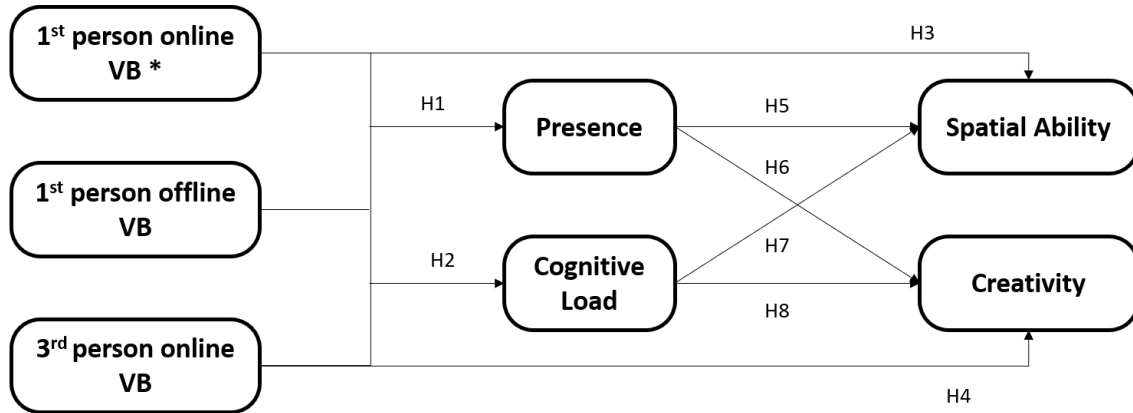 1st person online
VB *
H3
H1
Presence
H5
Spatial Ability
H6
1st person offline
VB
H2
Cognitive
Load
H7
Creativity
H8
3rd person online
VB
H4